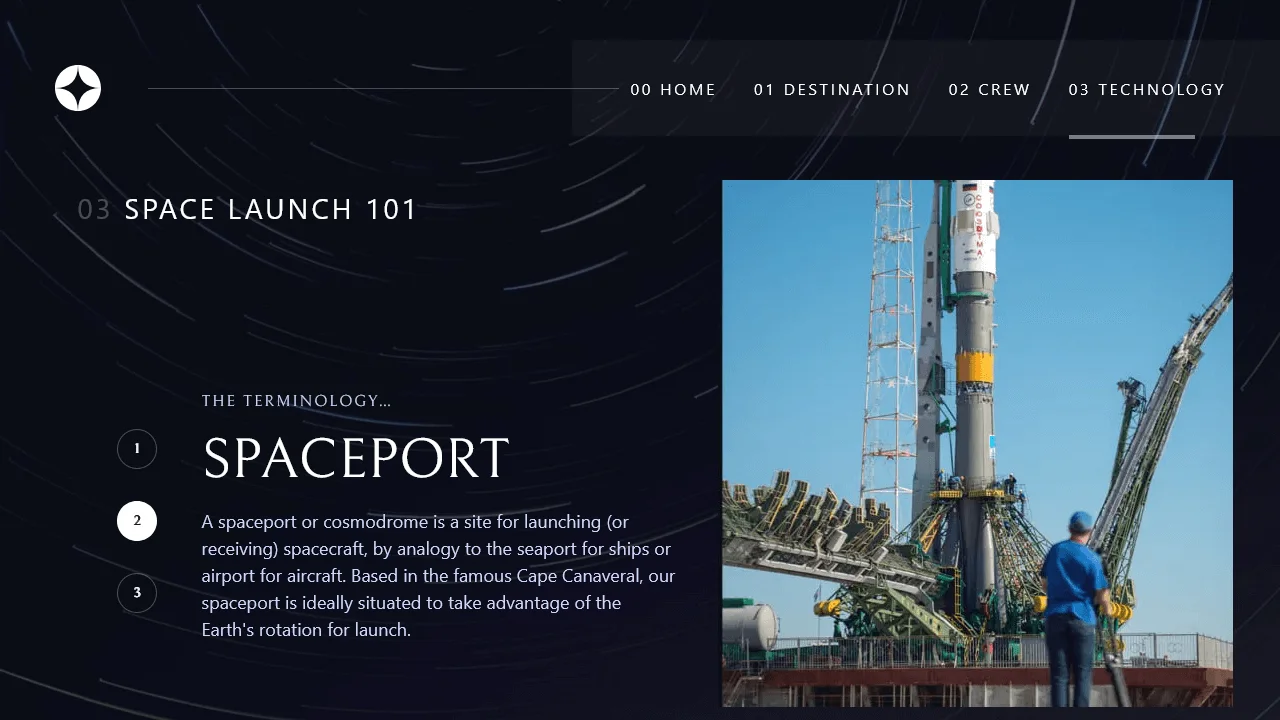 00 HOME 01 DESTINATION 02 CREW 03 TECHNOLOGY
03 SPACE LAUNCH 101
THE TERMINOLOGY...
SPACEPORT
1
2
3
A spaceport or cosmodrome is a site for launching (or
receiving) spacecraft, by analogy to the seaport for ships or
airport for aircraft. Based in the famous Cape Canaveral, our
spaceport is ideally situated to take advantage of the
Earth's rotation for launch.